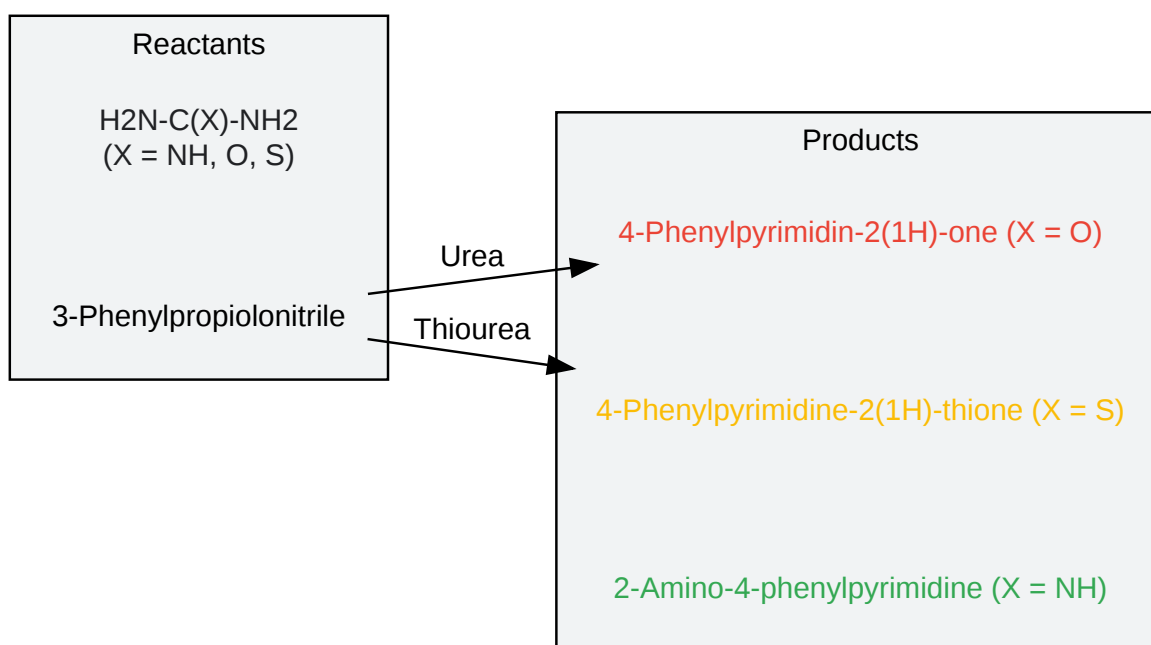 Reactants
H2N-C(X)-NH2
(X = NH, O, S)
3-Phenylpropiolonitrile
Urea
Thiourea
Products
4-Phenylpyrimidin-2(1H)-one (X = O)
4-Phenylpyrimidine-2(1H)-thione (X = S)
2-Amino-4-phenylpyrimidine (X = NH)